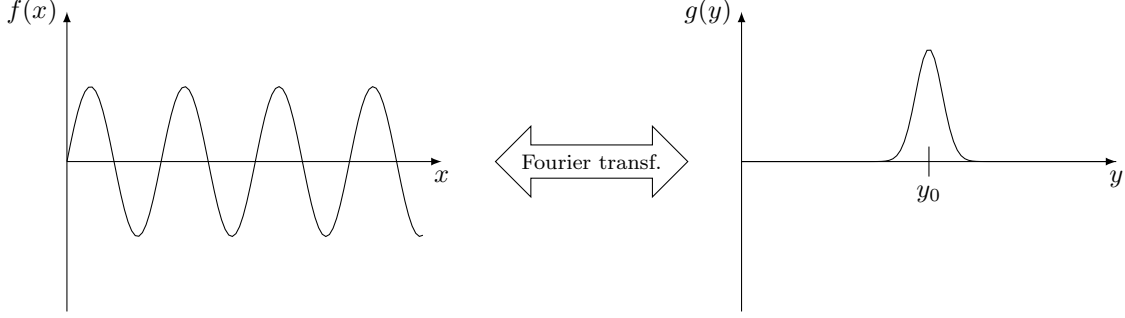 f(x)
x
Fourier transf.
g(y)
y₀
y